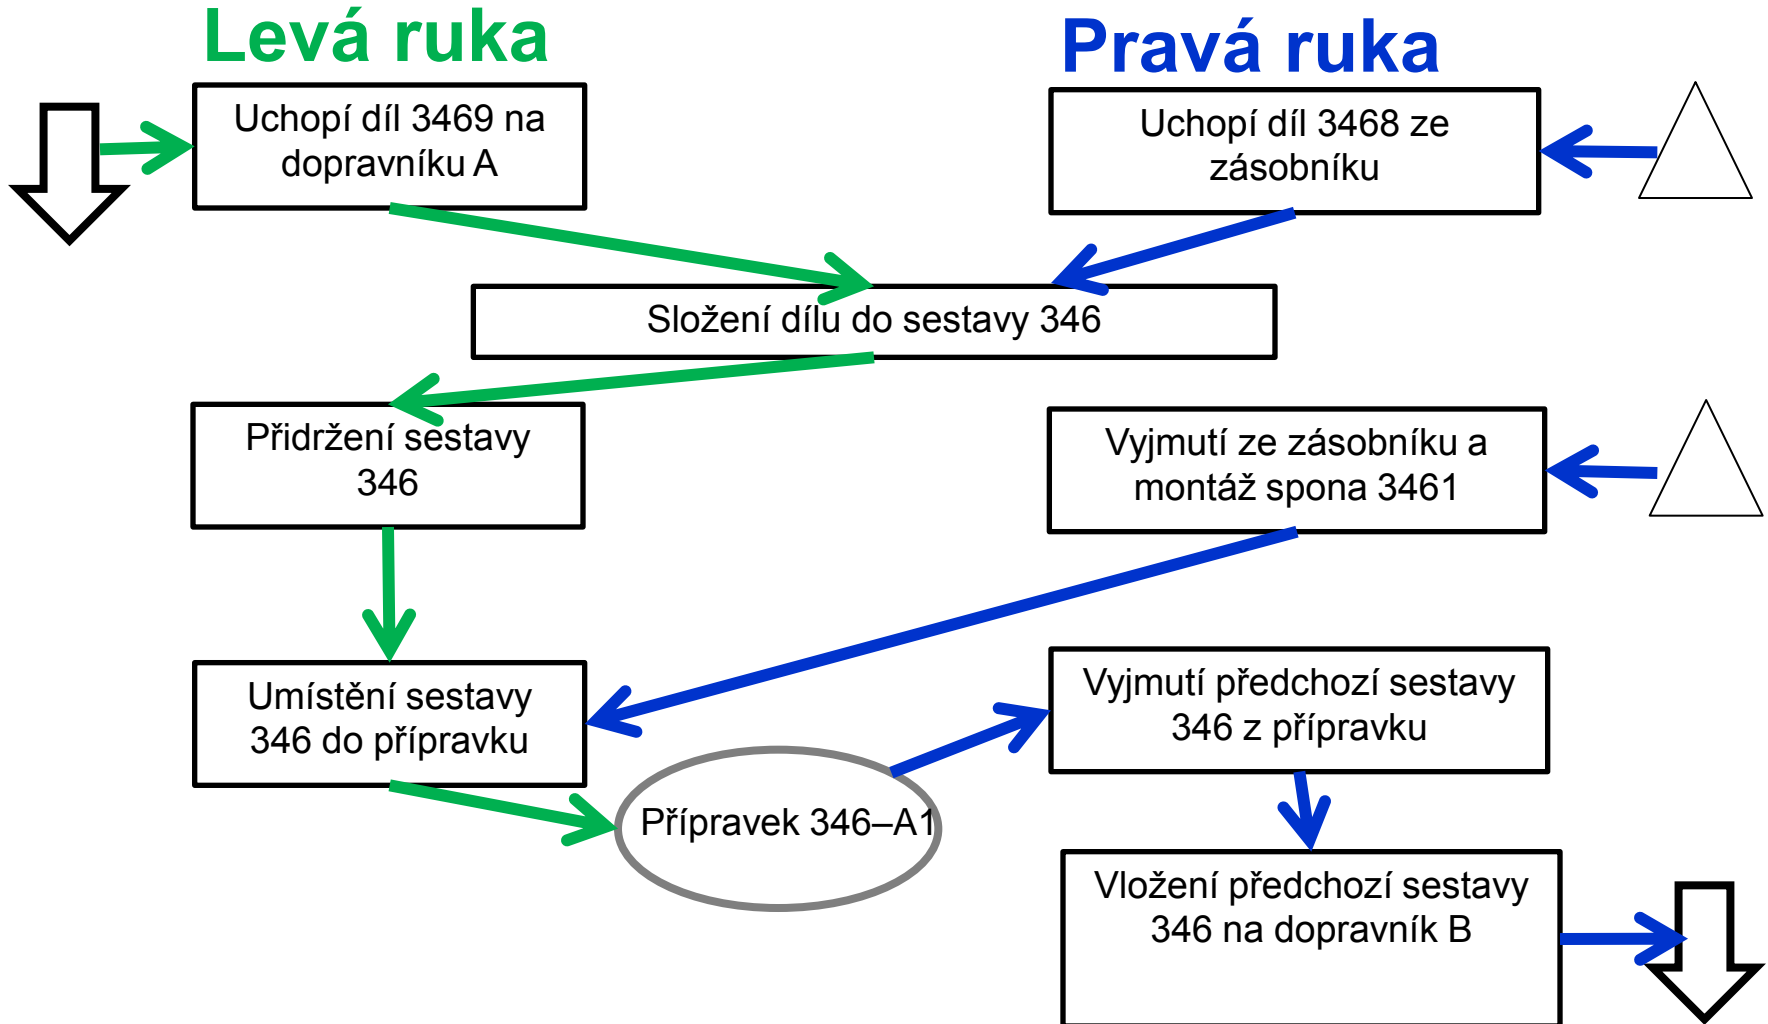 Levá ruka
Pravá ruka
Uchopí díl 3469 na
dopravníku A
Uchopí díl 3468 ze
zásobníku
Složení dílu do sestavy 346
Přidržení sestavy
346
Vyjmutí ze zásobníku a
montáž spona 3461
Umístění sestavy
346 do přípravku
Vyjmutí předchozí sestavy
346 z přípravku
Přípravek 346–A1
Vložení předchozí sestavy
346 na dopravník B